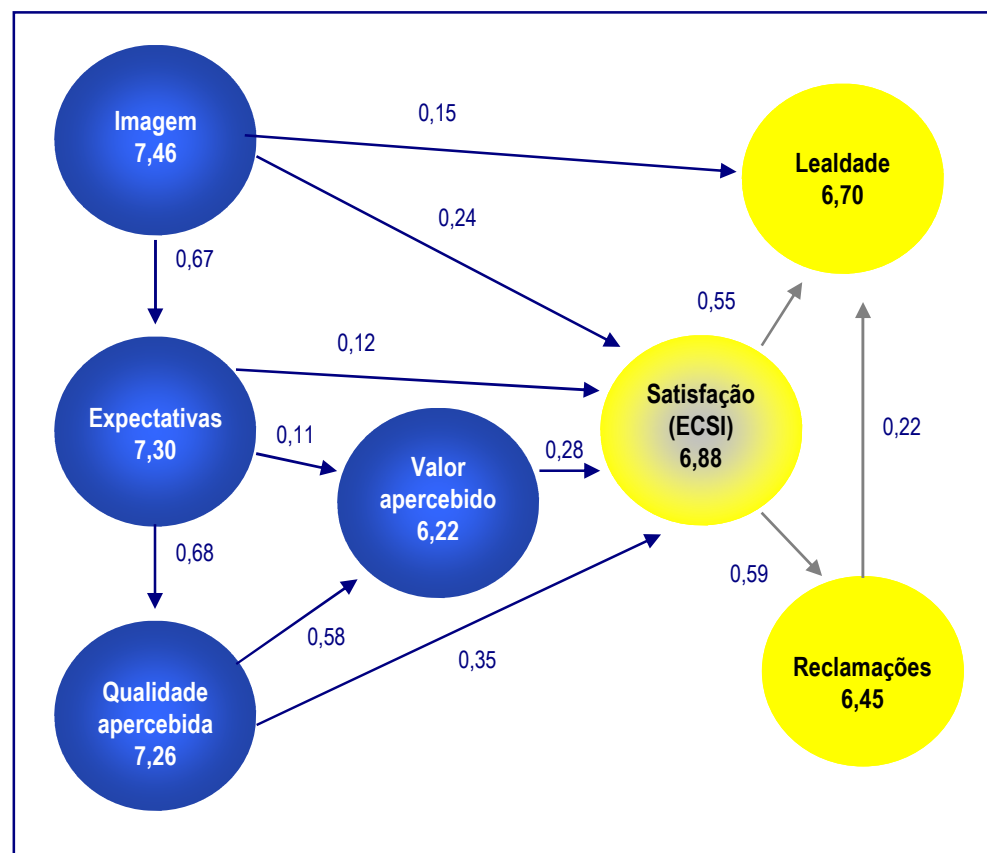 Imagem
7,46
0,15
Lealdade
6,70
0,24
0,67
0,55
0,12
Expectativas
7,30
0,11
Valor
apercebido
6,22
0,28
Satisfação
(ECSI)
6,88
0,22
0,68
0,59
0,58
0,35
Qualidade
apercebida
7,26
Reclamações
6,45